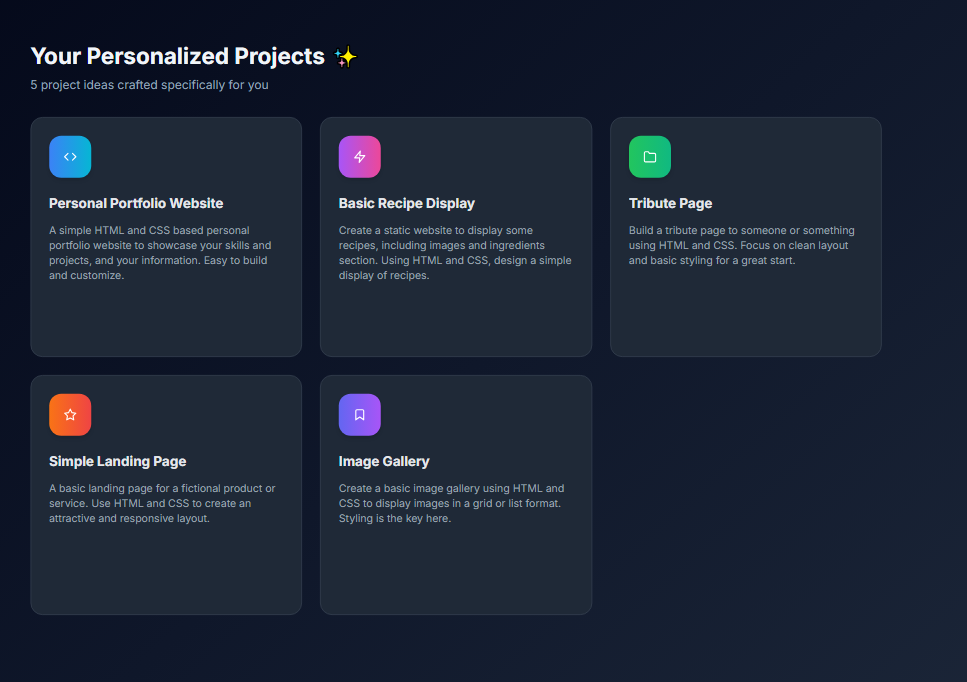 Your Personalized Projects ✨
5 project ideas crafted specifically for you
Personal Portfolio Website
A simple HTML and CSS based personal
portfolio website to showcase your skills and
projects, and your information. Easy to build
and customize.
Basic Recipe Display
Create a static website to display some
recipes, including images and ingredients
section. Using HTML and CSS, design a simple
display of recipes.
Tribute Page
Build a tribute page to someone or something
using HTML and CSS. Focus on clean layout
and basic styling for a great start.
Simple Landing Page
A basic landing page for a fictional product or
service. Use HTML and CSS to create an
attractive and responsive layout.
Image Gallery
Create a basic image gallery using HTML and
CSS to display images in a grid or list format.
Styling is the key here.